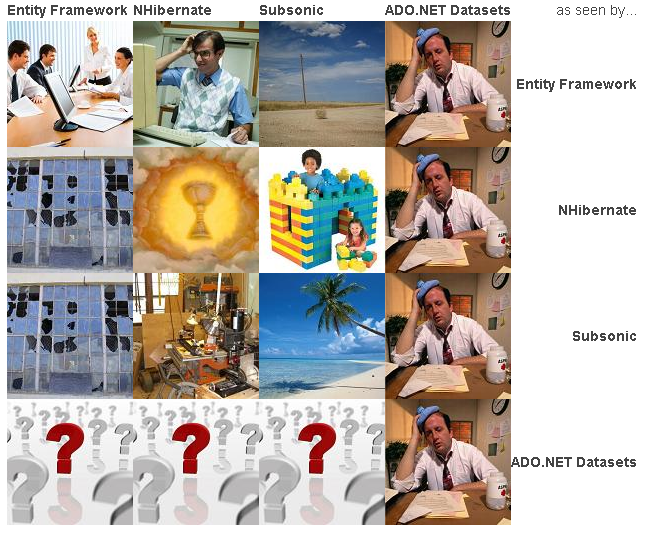 Entity Framework NHibernate Subsonic ADO.NET Datasets as seen by...
Entity Framework
NHibernate
Subsonic
ADO.NET Datasets